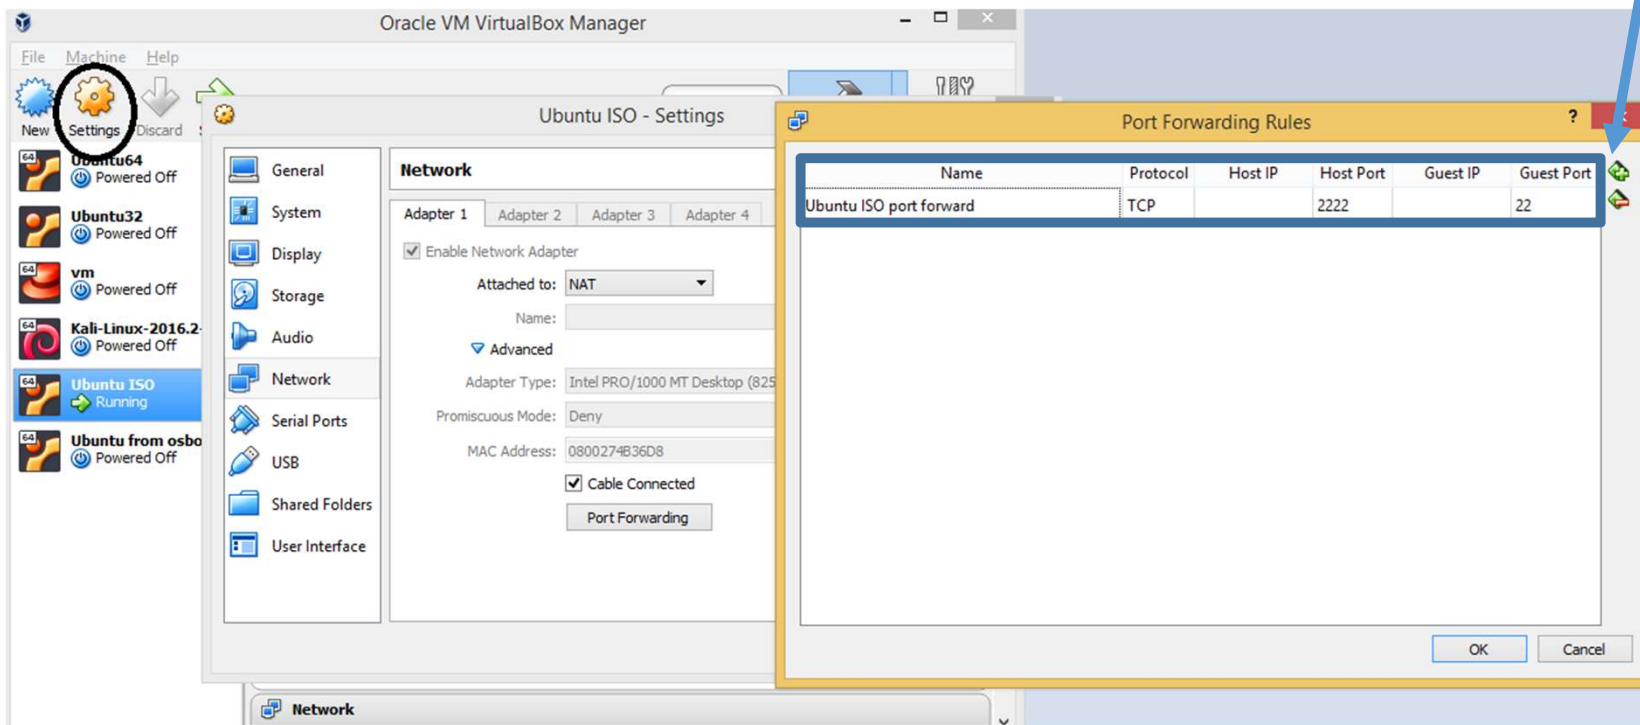 Oracle VM VirtualBox Manager
File Machine Help
New Settings Discard
64 Ubuntu64
Powered Off
Ubuntu32
Powered Off
64 vm
Powered Off
64 Kali-Linux-2016.2-
Powered Off
64 Ubuntu ISO
Running
64 Ubuntu from osbo
Powered Off
Ubuntu ISO - Settings
General
System
Display
Storage
Audio
Network
Serial Ports
USB
Shared Folders
User Interface
Network
Adapter 1 Adapter 2 Adapter 3 Adapter 4
Enable Network Adapter
Attached to: NAT
Name:
Advanced
Adapter Type: Intel PRO/1000 MT Desktop (825
Promiscuous Mode: Deny
MAC Address: 0800274B36D8
Cable Connected
Port Forwarding
Port Forwarding Rules ?
Name Protocol Host IP Host Port Guest IP Guest Port
Ubuntu ISO port forward TCP 2222 22
OK Cancel
Network